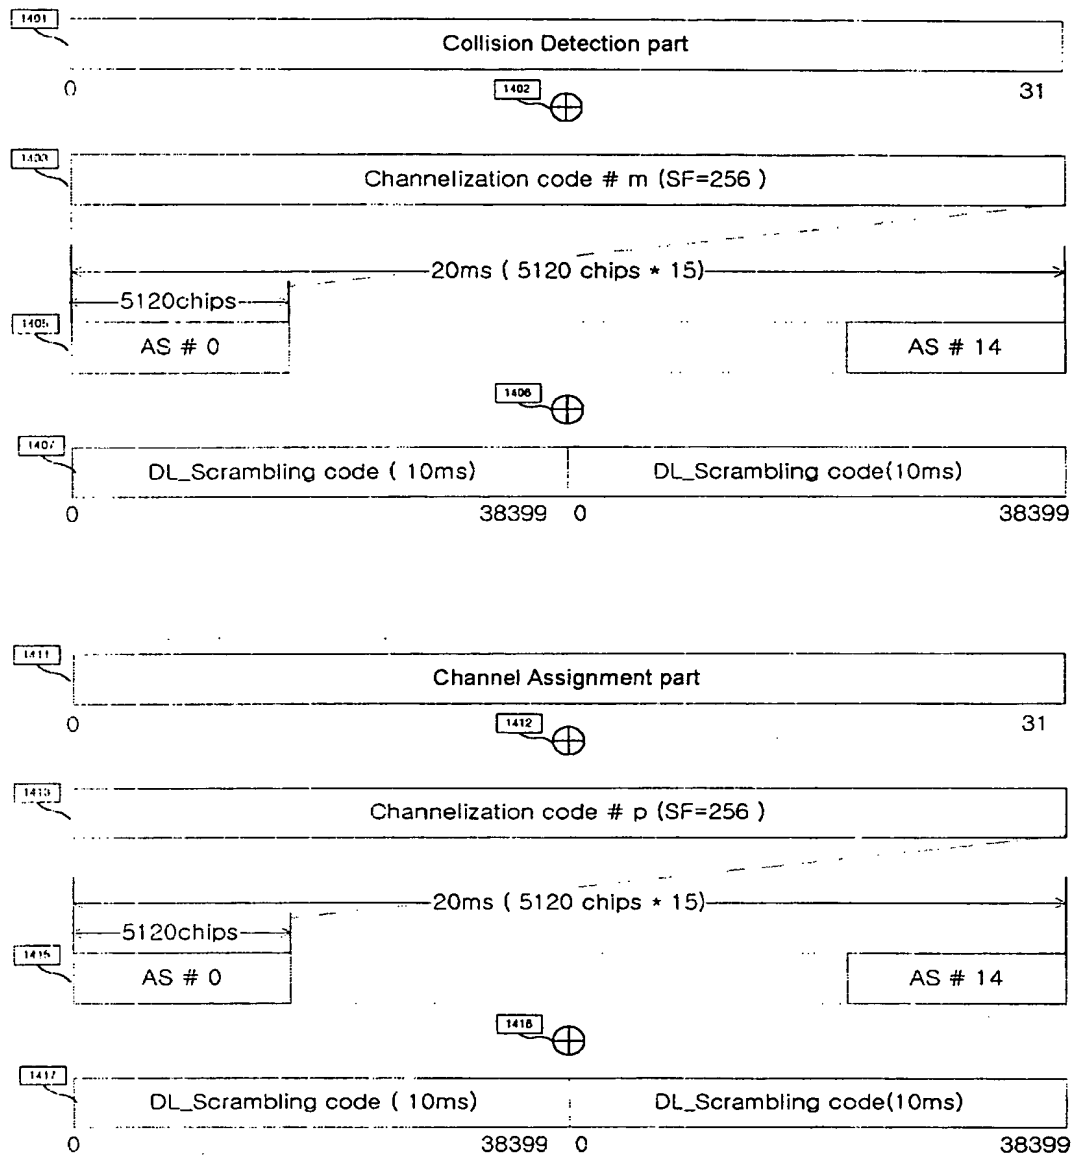 1401
Collision Detection part
0 31
1402
1403
Channelization code # m (SF=256 )
20ms ( 5120 chips * 15)
5120chips
1405
AS # 0 AS # 14
1406
1407
DL_Scrambling code ( 10ms) DL_Scrambling code(10ms)
0 38399 0 38399
1411
Channel Assignment part
0 31
1412
1413
Channelization code # p (SF=256 )
20ms ( 5120 chips * 15)
5120chips
1415
AS # 0 AS # 14
1416
1417
DL_Scrambling code ( 10ms) DL_Scrambling code(10ms)
0 38399 0 38399